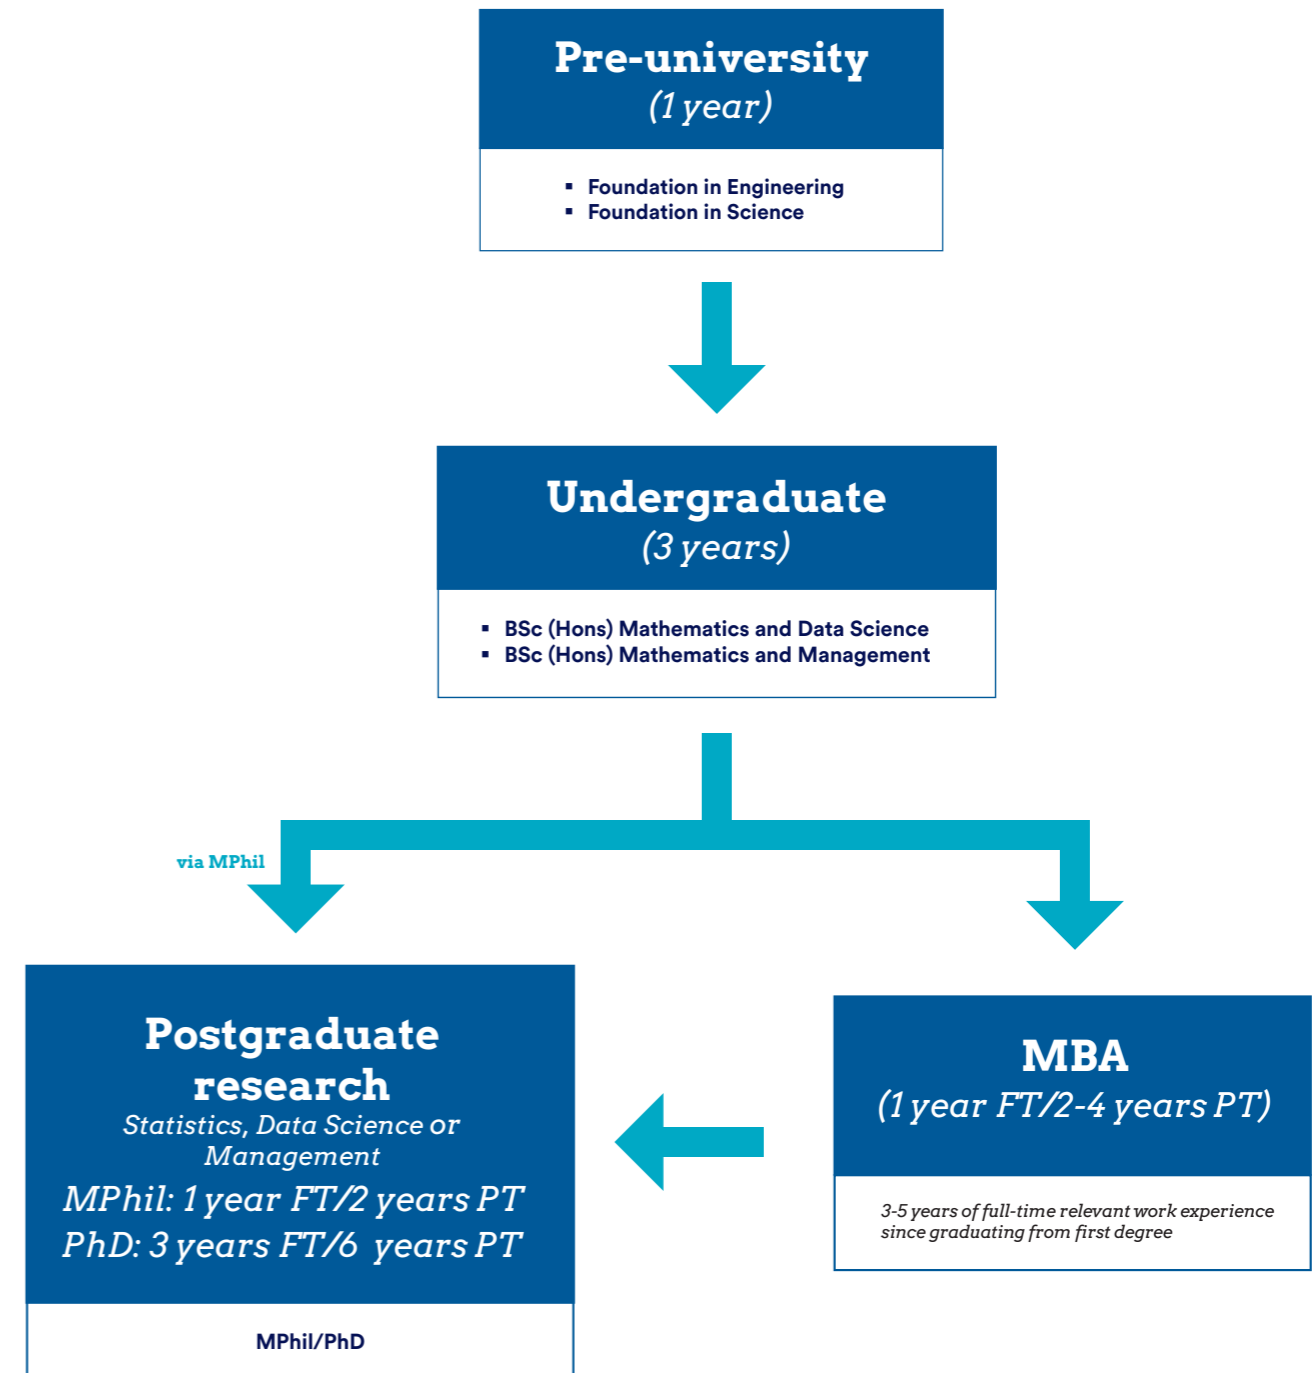 Pre-university
(1 year)
▪ Foundation in Engineering
▪ Foundation in Science
Undergraduate
(3 years)
▪ BSc (Hons) Mathematics and Data Science
▪ BSc (Hons) Mathematics and Management
via MPhil
Postgraduate
research
Statistics, Data Science or
Management
MPhil: 1 year FT/2 years PT
PhD: 3 years FT/6 years PT
MPhil/PhD
MBA
(1 year FT/2-4 years PT)
3-5 years of full-time relevant work experience
since graduating from first degree